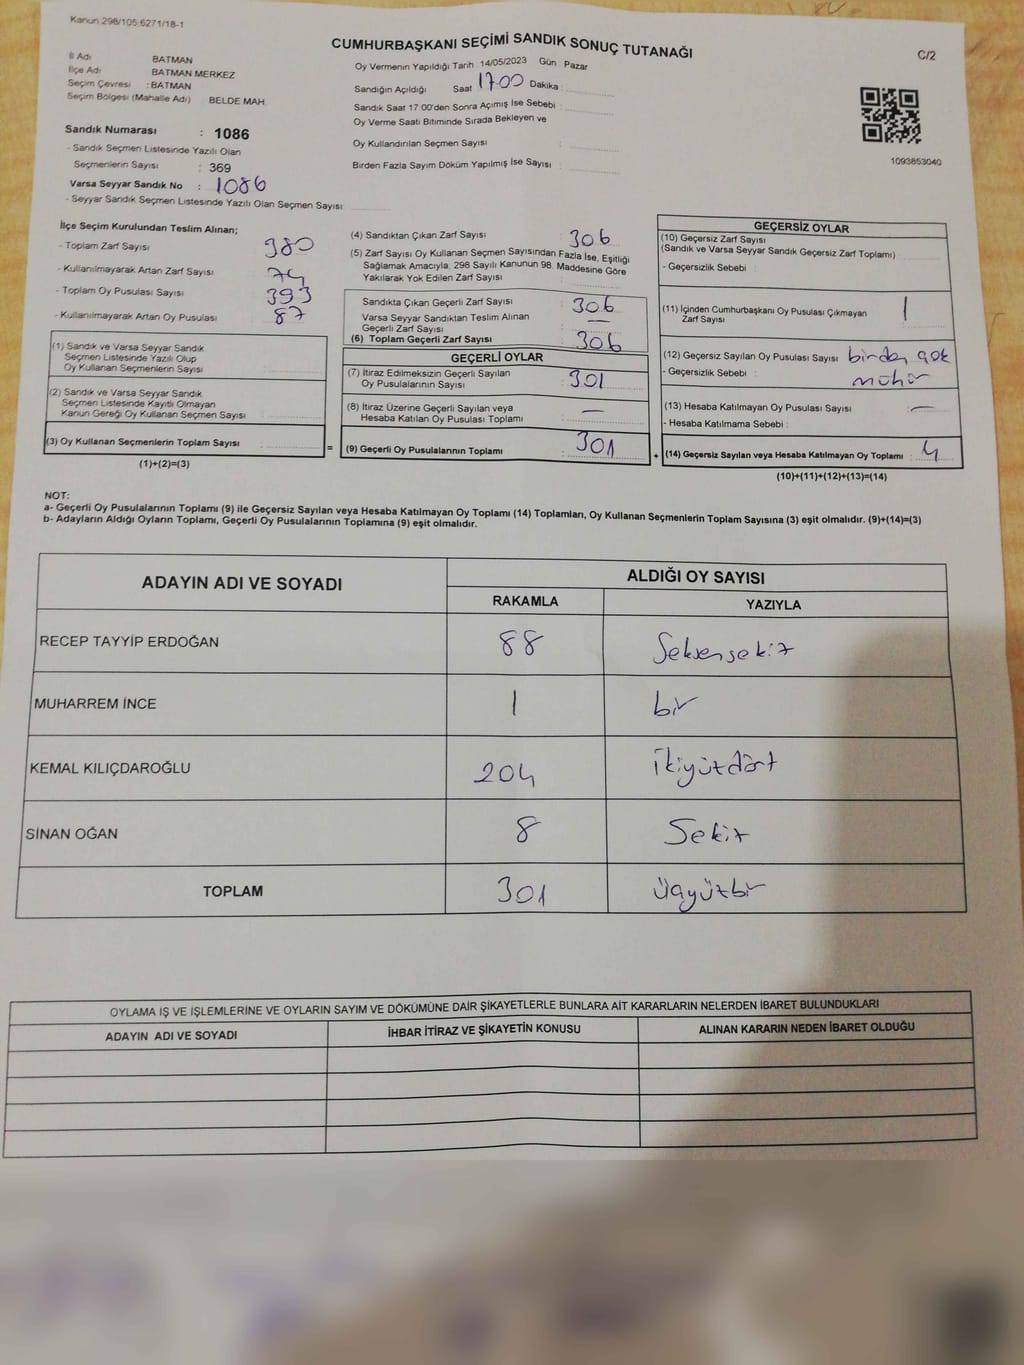 Kanun 298/105.6271/18-1
CUMHURBAŞKANI SEÇİMİ SANDIK SONUÇ TUTANAĞI
C/2
İl Adı BATMAN
İlçe Adı BATMAN MERKEZ
Seçim Çevresi : BATMAN
Seçim Bölgesi (Mahalle Adı) BELDE MAH.
Sandık Numarası : 1086
- Sandık Seçmen Listesinde Yazılı Olan
Seçmenlerin Sayısı : 369
Varsa Seyyar Sandık No : 1086
- Seyyar Sandık Seçmen Listesinde Yazılı Olan Seçmen Sayısı:
Oy Vermenin Yapıldığı Tarih : 14/05/2023 Gün : Pazar
Sandığın Açıldığı Saat 17.00 Dakika :
Sandık Saat 17.00'den Sonra Açımış İse Sebebi :
Oy Verme Saati Bitiminde Sırada Bekleyen ve
Oy Kullandırılan Seçmen Sayısı :
Birden Fazla Sayım Döküm Yapılmış İse Sayısı :
1093853040
İlçe Seçim Kurulundan Teslim Alınan;
- Toplam Zarf Sayısı 380
- Kullanılmayarak Artan Zarf Sayısı 74
- Toplam Oy Pusulası Sayısı 393
- Kullanılmayarak Artan Oy Pusulası 87
(1) Sandık ve Varsa Seyyar Sandık
Seçmen Listesinde Yazılı Olup
Oy Kullanan Seçmenlerin Sayısı :
(2) Sandık ve Varsa Seyyar Sandık
Seçmen Listesinde Kayıtlı Olmayan
Kanun Gereği Oy Kullanan Seçmen Sayısı :
(3) Oy Kullanan Seçmenlerin Toplam Sayısı :
(1)+(2)=(3)
=
(4) Sandıktan Çıkan Zarf Sayısı : 306
(5) Zarf Sayısı Oy Kullanan Seçmen Sayısından Fazla İse, Eşitliği
Sağlamak Amacıyla, 298 Sayılı Kanunun 98. Maddesine Göre
Yakılarak Yok Edilen Zarf Sayısı :
Sandıkta Çıkan Geçerli Zarf Sayısı : 306
Varsa Seyyar Sandıktan Teslim Alınan
Geçerli Zarf Sayısı : —
(6) Toplam Geçerli Zarf Sayısı : 306
GEÇERLİ OYLAR
(7) İtiraz Edilmeksizin Geçerli Sayılan
Oy Pusulalarının Sayısı : 301
(8) İtiraz Üzerine Geçerli Sayılan veya
Hesaba Katılan Oy Pusulası Toplamı : —
(9) Geçerli Oy Pusulalarının Toplamı : 301
+
GEÇERSİZ OYLAR
(10) Geçersiz Zarf Sayısı
(Sandık ve Varsa Seyyar Sandık Geçersiz Zarf Toplamı) :
- Geçersizlik Sebebi :
(11) İçinden Cumhurbaşkanı Oy Pusulası Çıkmayan
Zarf Sayısı : 1
(12) Geçersiz Sayılan Oy Pusulası Sayısı : birden çok
- Geçersizlik Sebebi : mühür
(13) Hesaba Katılmayan Oy Pusulası Sayısı : —
- Hesaba Katılmama Sebebi :
(14) Geçersiz Sayılan veya Hesaba Katılmayan Oy Toplamı : 4
(10)+(11)+(12)+(13)=(14)
NOT:
a- Geçerli Oy Pusulalarının Toplamı (9) ile Geçersiz Sayılan veya Hesaba Katılmayan Oy Toplamı (14) Toplamları, Oy Kullanan Seçmenlerin Toplam Sayısına (3) eşit olmalıdır. (9)+(14)=(3)
b- Adayların Aldığı Oyların Toplamı, Geçerli Oy Pusulalarının Toplamına (9) eşit olmalıdır.
ADAYIN ADI VE SOYADI ALDIĞI OY SAYISI
RAKAMLA YAZIYLA
RECEP TAYYİP ERDOĞAN 88 Seksensekiz
MUHARREM İNCE 1 bir
KEMAL KILIÇDAROĞLU 204 ikiyüzdört
SİNAN OĞAN 8 Sekiz
TOPLAM 301 üçyüzbir
OYLAMA İŞ VE İŞLEMLERİNE VE OYLARIN SAYIM VE DÖKÜMÜNE DAİR ŞİKAYETLERLE BUNLARA AİT KARARLARIN NELERDEN İBARET BULUNDUKLARI
ADAYIN ADI VE SOYADI İHBAR İTİRAZ VE ŞİKAYETİN KONUSU ALINAN KARARIN NEDEN İBARET OLDUĞU